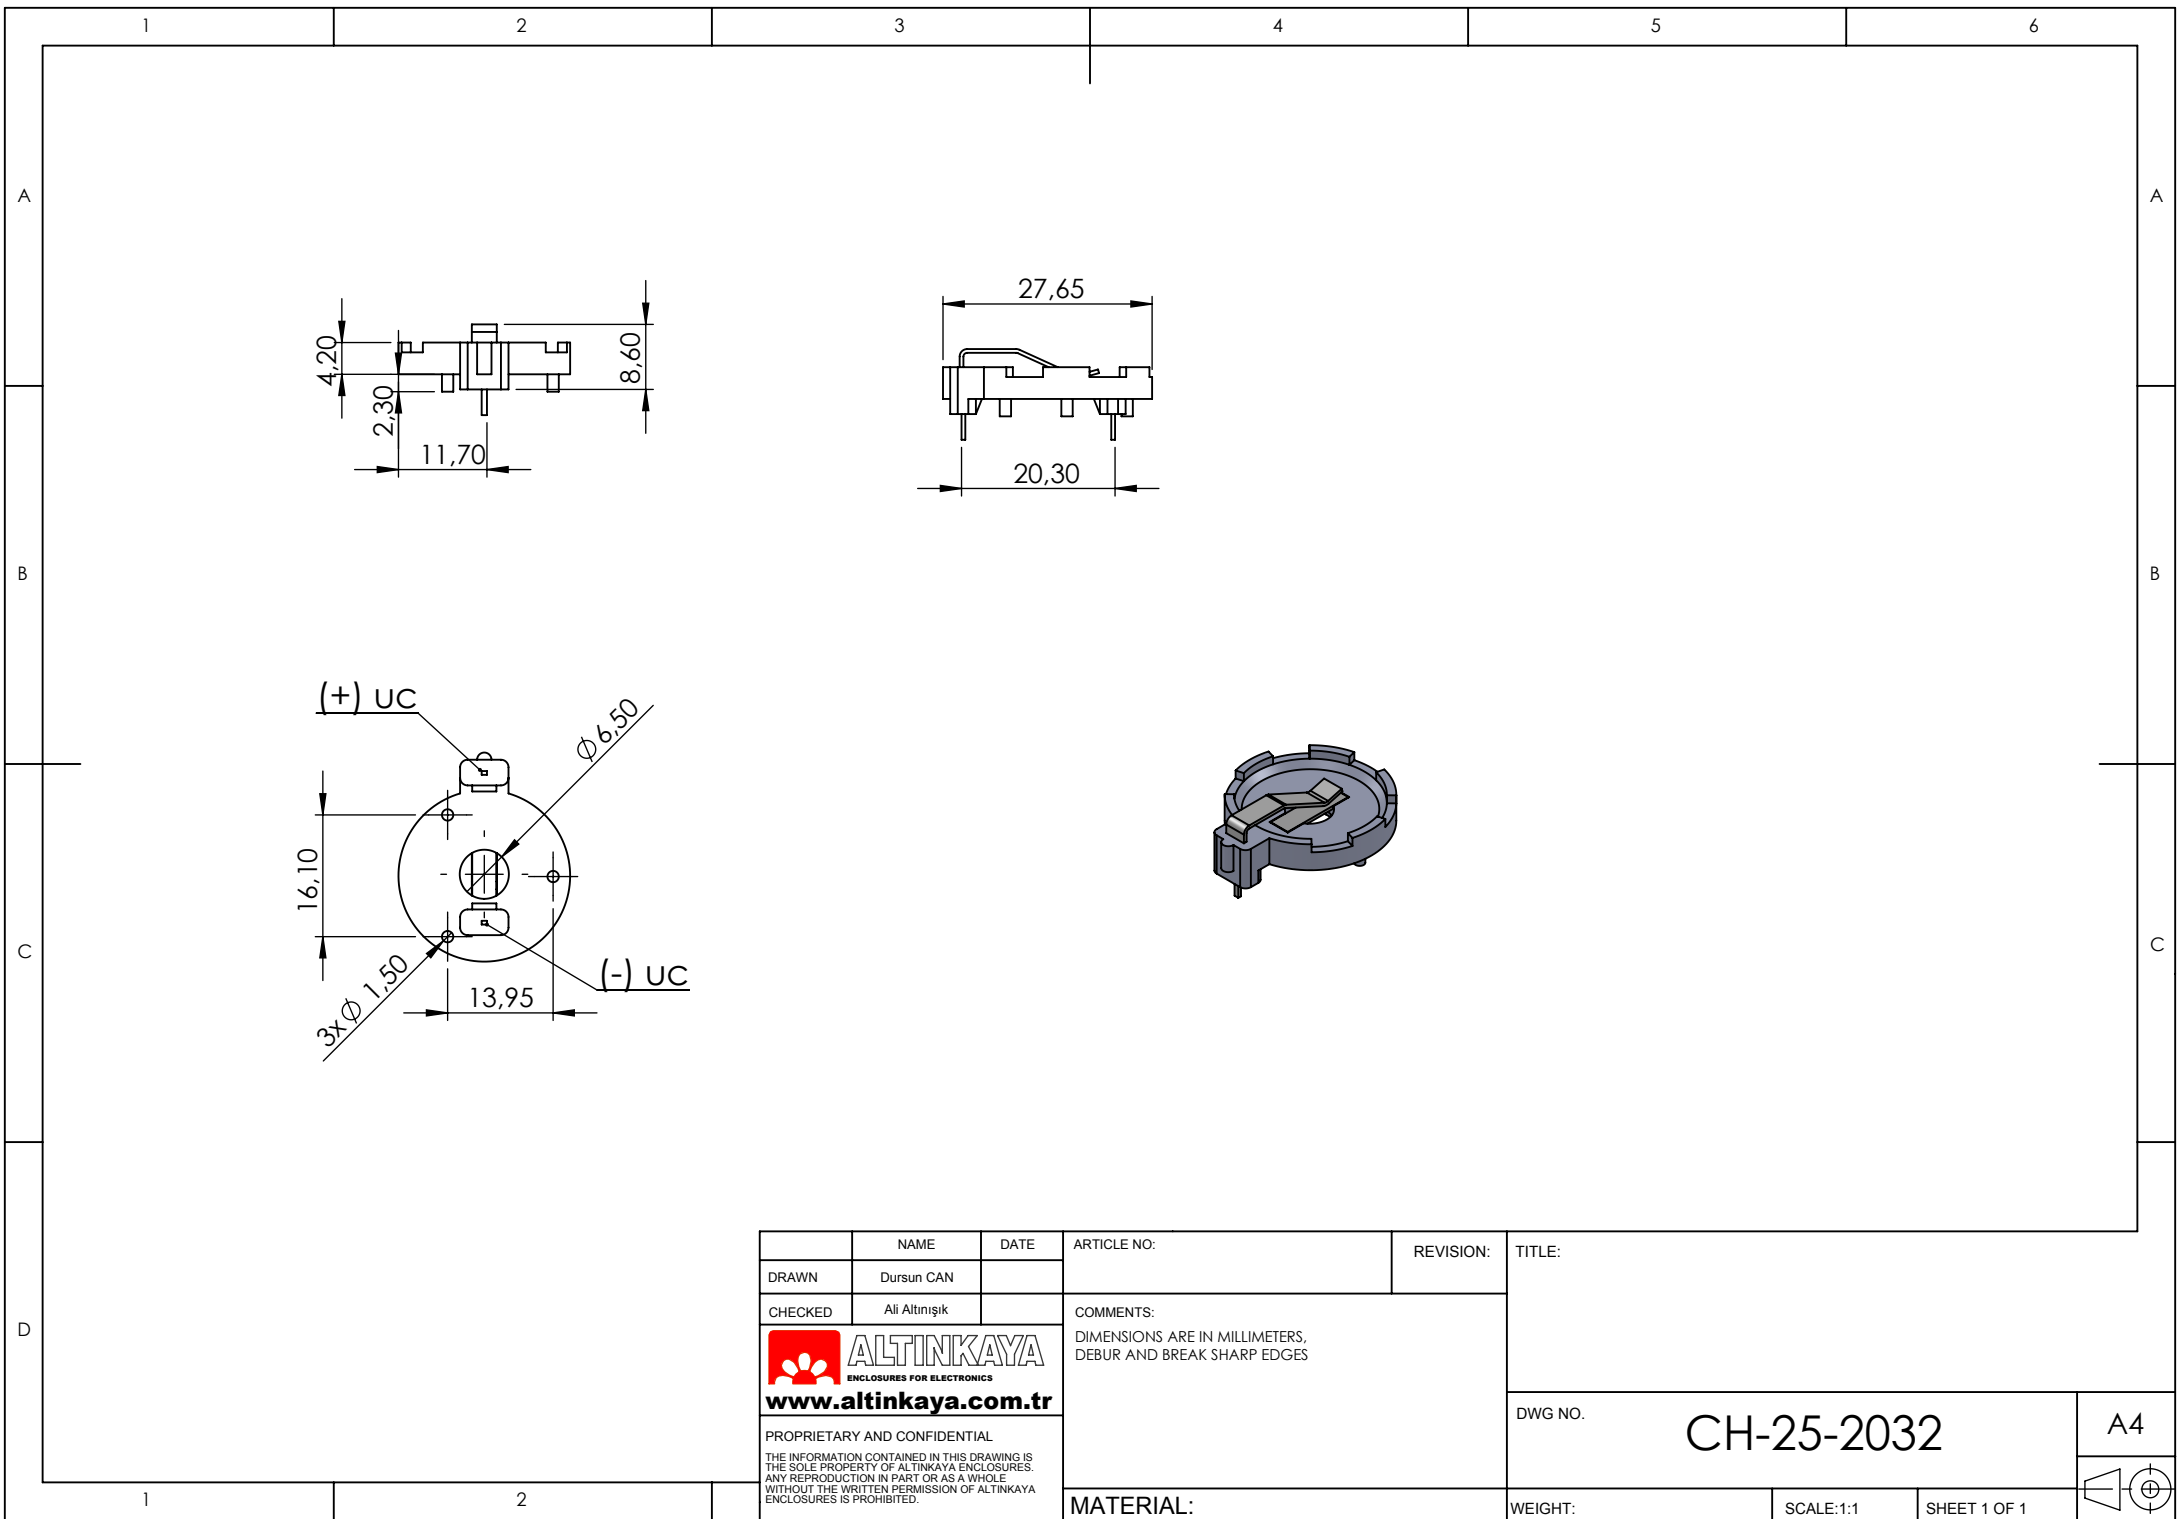 1 2 3 4 5 6
A A
4,20
2,30
11,70
8,60
27,65
20,30
B B
(+) UC
ϕ6,50
16,10
3xϕ 1,50
13,95
(-) UC
C C
D
NAME DATE
DRAWN Dursun CAN
CHECKED Ali Altınışık
ALTINKAYA
ENCLOSURES FOR ELECTRONICS
www.altinkaya.com.tr
PROPRIETARY AND CONFIDENTIAL
THE INFORMATION CONTAINED IN THIS DRAWING IS
THE SOLE PROPERTY OF ALTINKAYA ENCLOSURES.
ANY REPRODUCTION IN PART OR AS A WHOLE
WITHOUT THE WRITTEN PERMISSION OF ALTINKAYA
ENCLOSURES IS PROHIBITED.
ARTICLE NO:
REVISION:
COMMENTS:
DIMENSIONS ARE IN MILLIMETERS,
DEBUR AND BREAK SHARP EDGES
MATERIAL:
TITLE:
DWG NO.
CH-25-2032
A4
WEIGHT:
SCALE:1:1
SHEET 1 OF 1
1 2